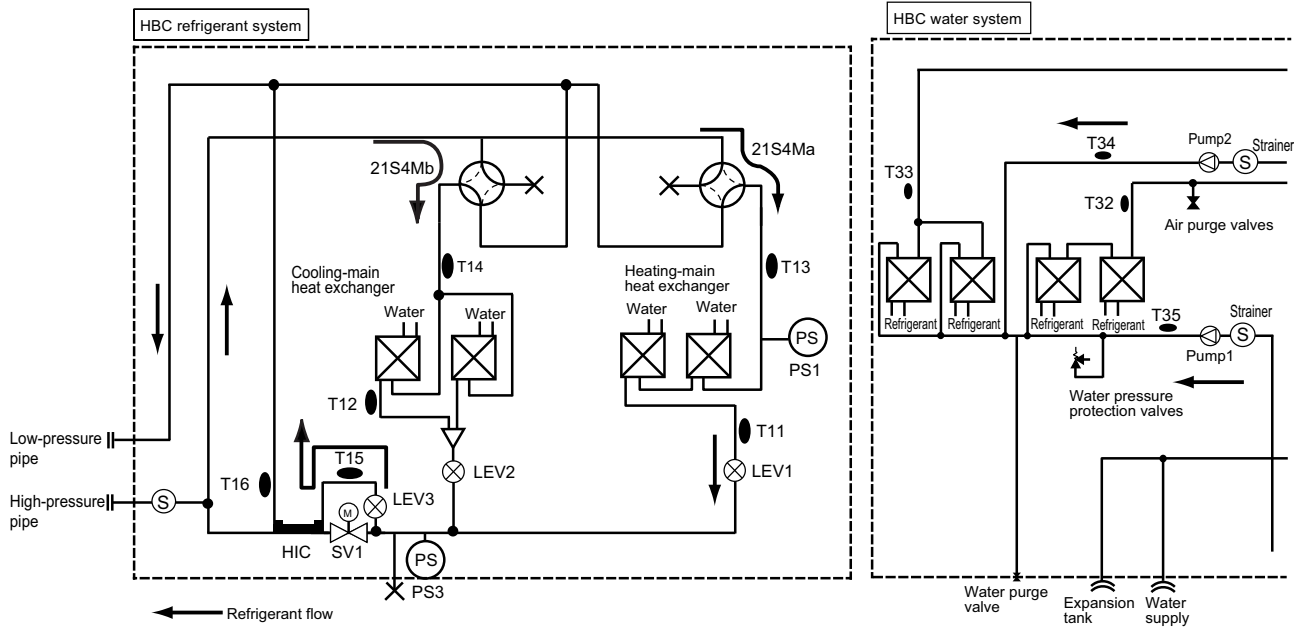 HBC refrigerant system
HBC water system
21S4Mb
21S4Ma
T34
Pump2
S
Strainer
T33
T32
Air purge valves
T14
T13
Cooling-main
heat exchanger
Heating-main
heat exchanger
Water
Water
Water
Water
PS
PS1
Refrigerant
Refrigerant
Refrigerant
Refrigerant
T35
Strainer
S
Pump1
T12
Water pressure
protection valves
T11
Low-pressure
pipe
T15
LEV2
LEV1
T16
LEV3
High-pressure
pipe
S
M
HIC
SV1
PS
PS3
Water purge
valve
Expansion
tank
Water
supply
Refrigerant flow